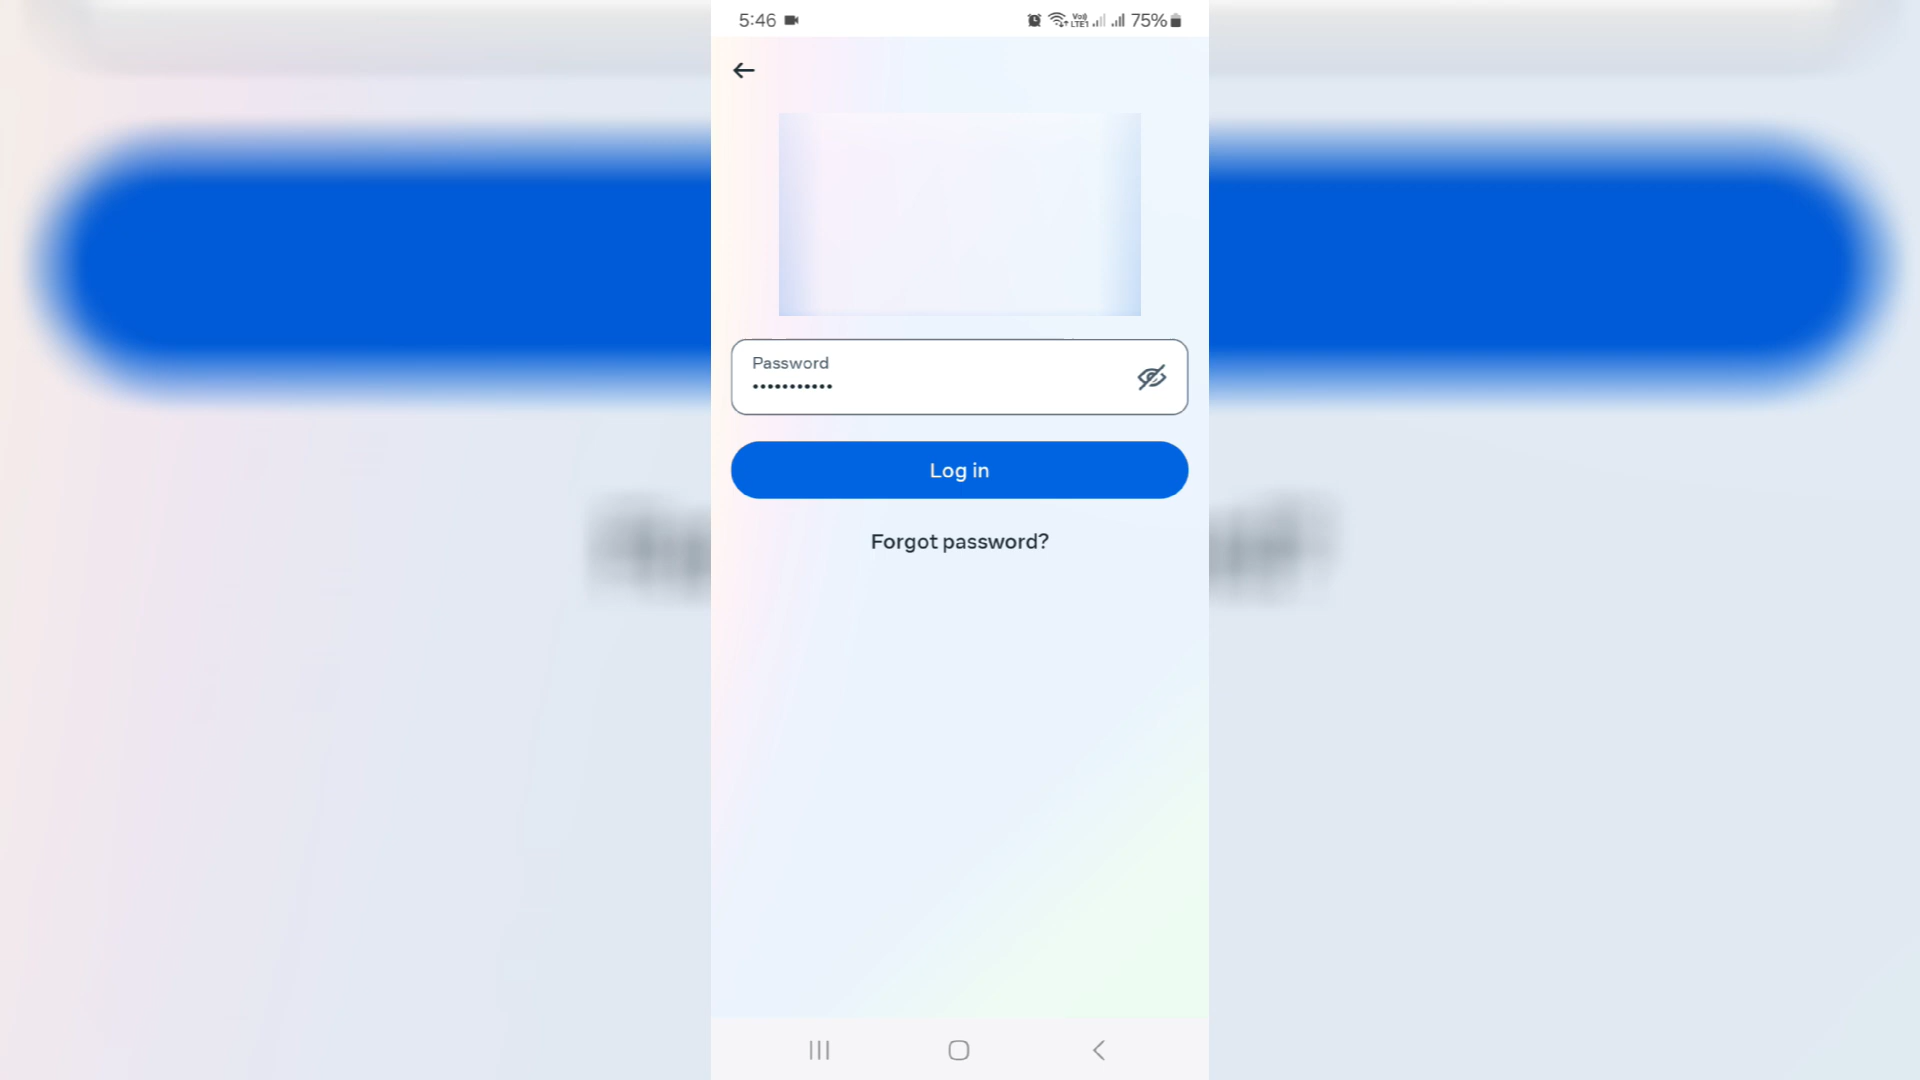 5:46 75%
Password
•••••••••••
Log in
Forgot password?